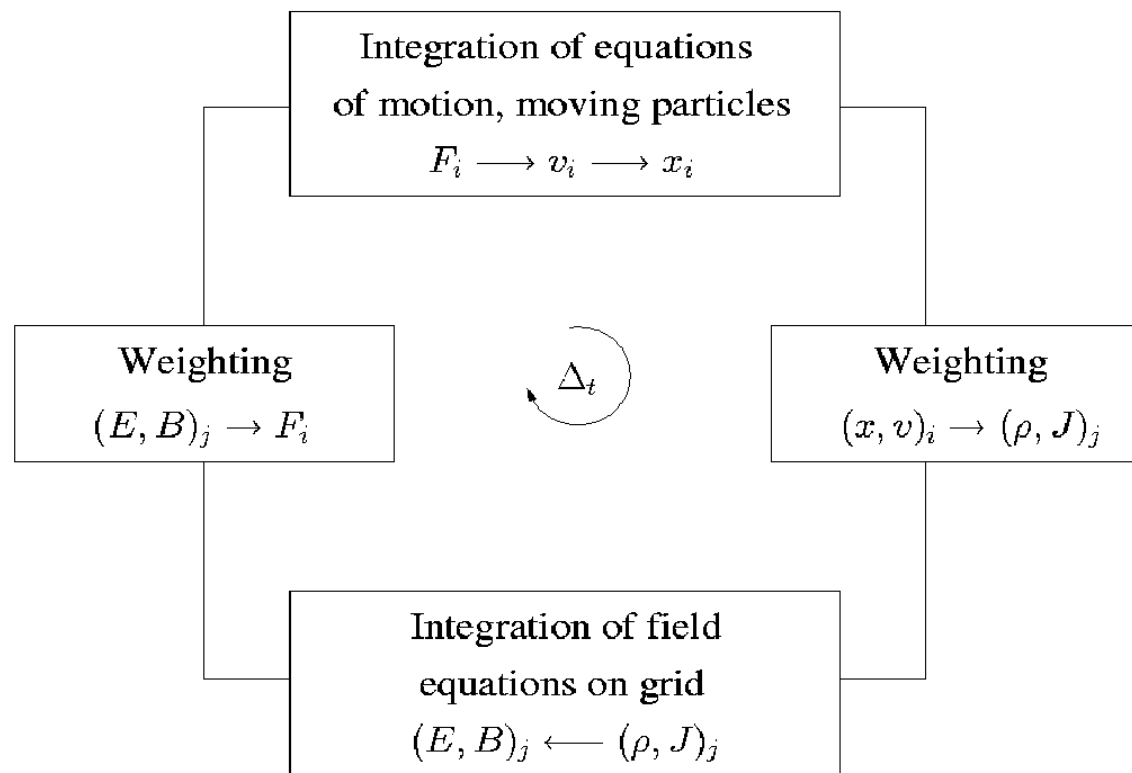 Integration of equations
of motion, moving particles
F_i ⟶ v_i ⟶ x_i
Weighting
(E, B)_j → F_i
Δ_t
Weighting
(x, v)_i → (ρ, J)_j
Integration of field
equations on grid
(E, B)_j ⟵ (ρ, J)_j